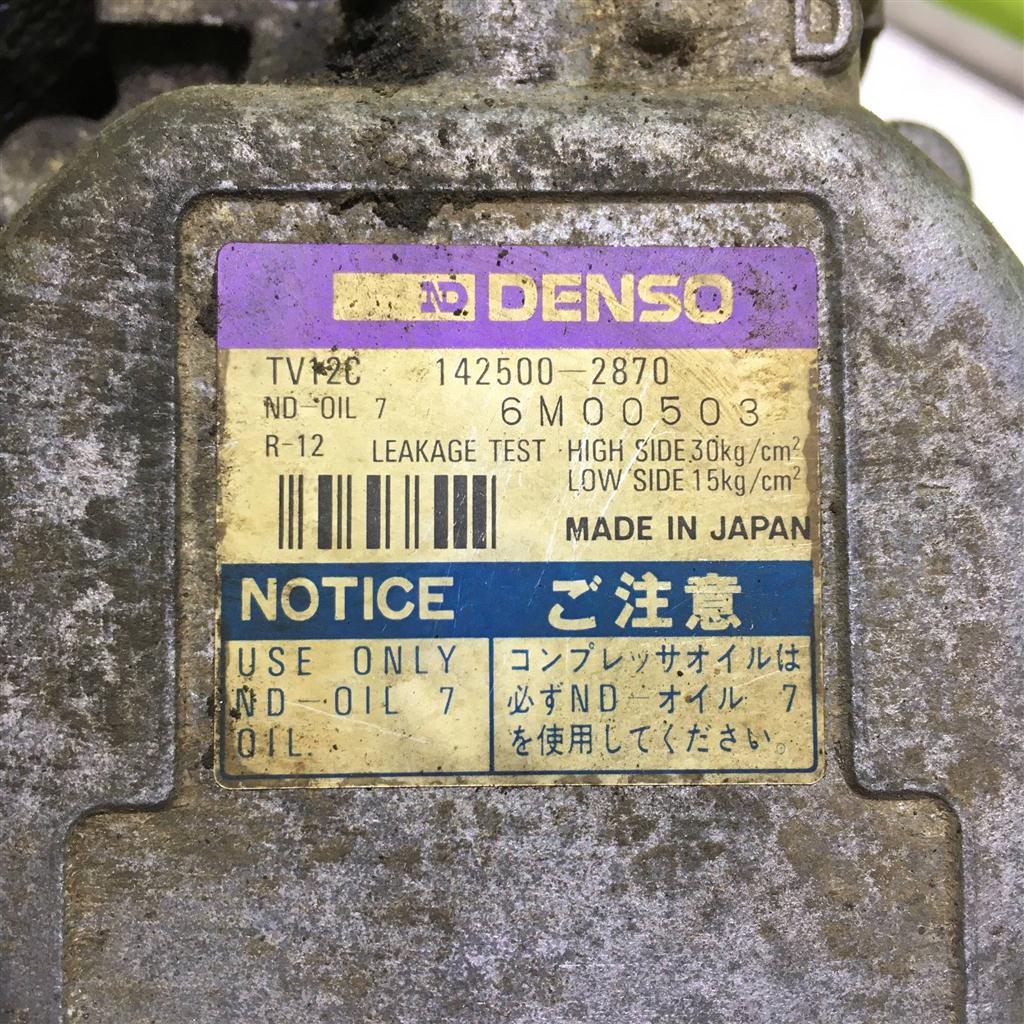 D
ND DENSO
TV12C 142500-2870
ND-OIL 7 6M00503
R-12 LEAKAGE TEST · HIGH SIDE 30kg/cm²
LOW SIDE 15kg/cm²
MADE IN JAPAN
NOTICE ご注意
USE ONLY
ND-OIL 7
OIL.
コンプレッサオイルは
必ずND-オイル 7
を使用してください。